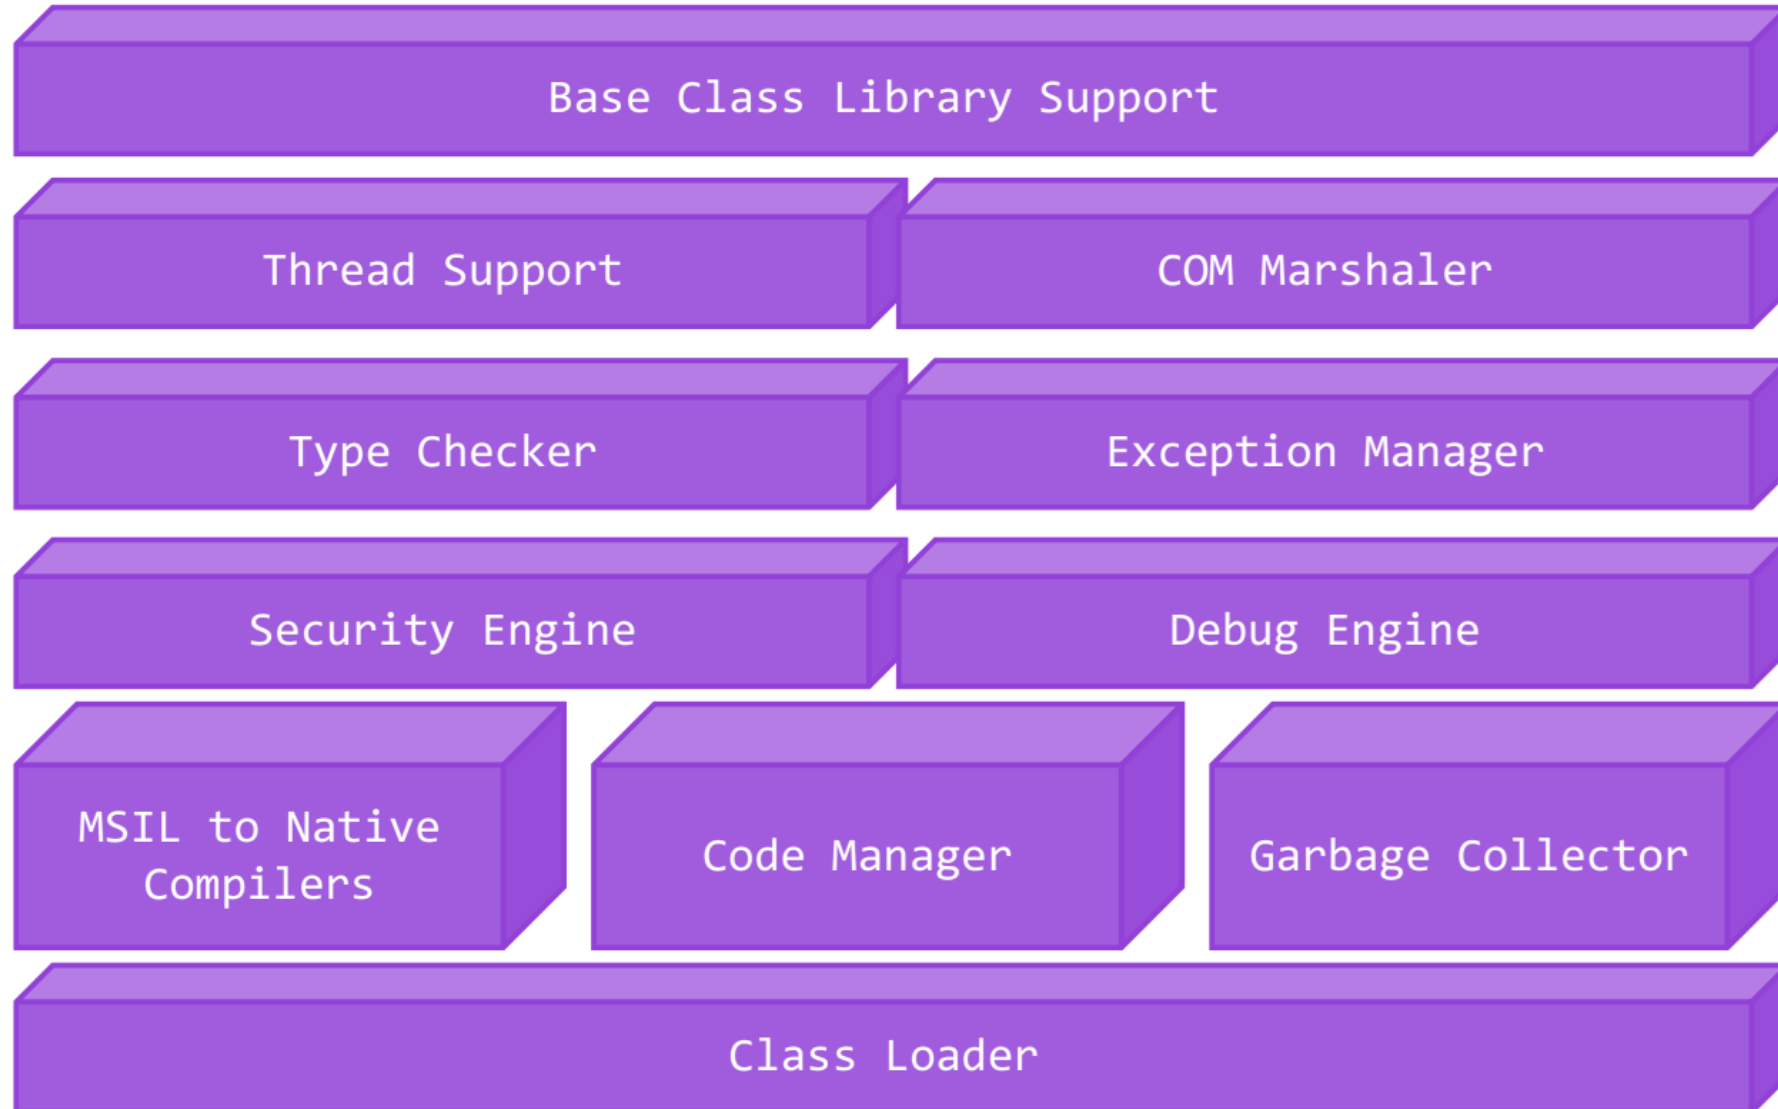 Base Class Library Support
Thread Support
COM Marshaler
Type Checker
Exception Manager
Security Engine
Debug Engine
MSIL to Native
Compilers
Code Manager
Garbage Collector
Class Loader